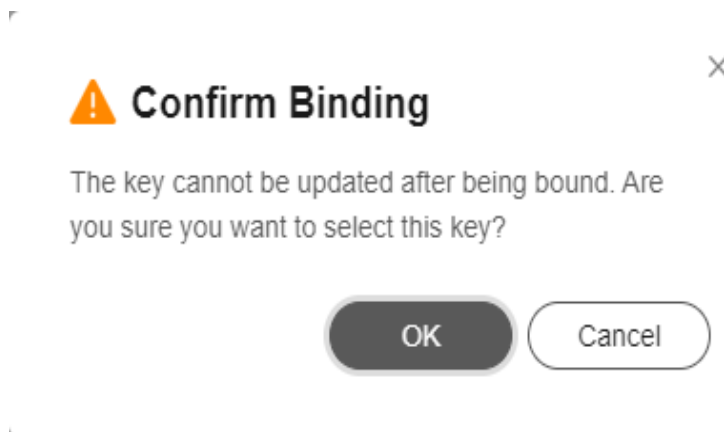 Confirm Binding
The key cannot be updated after being bound. Are
you sure you want to select this key?
OK
Cancel